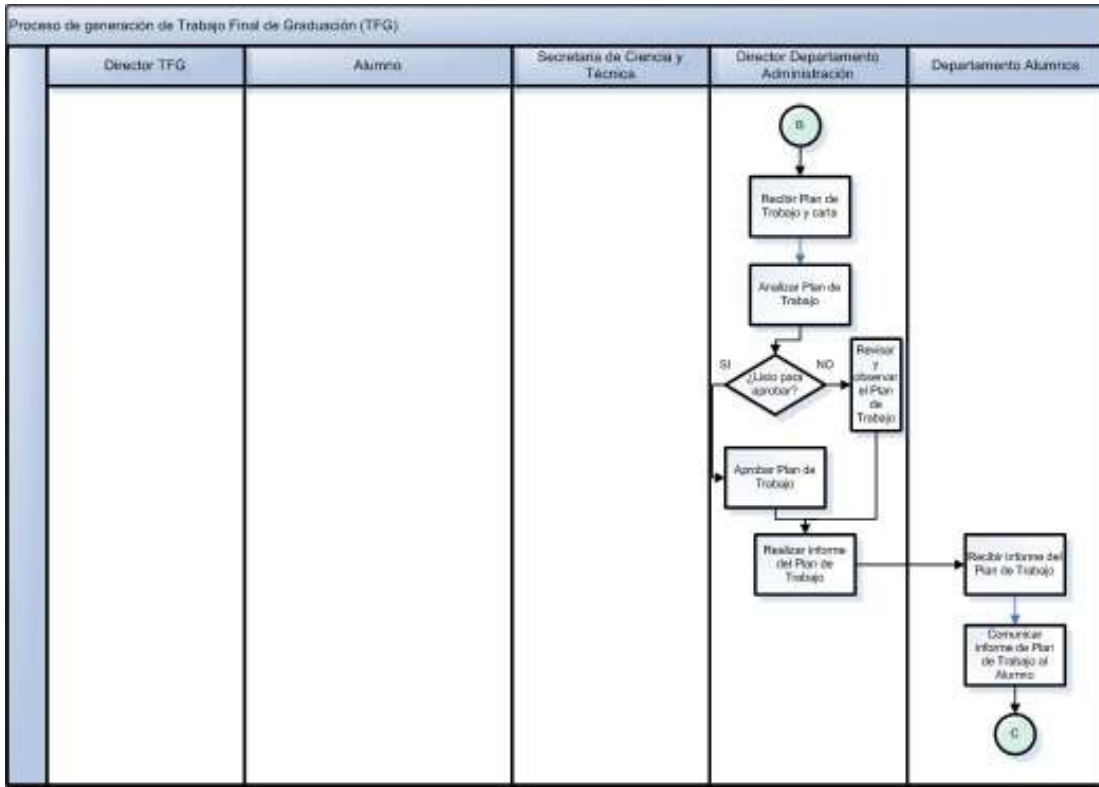 Proceso de generación de Trabajo Final de Graduación (TFG)
Director TFG
Alumno
Secretaria de Ciencia y
Técnica
Director Departamento
Administración
Departamento Alumnos
Recibir Plan de
Trabajo y carta
Analizar Plan de
Trabajo
¿Listo para
aprobar?
SI
NO
Revisar
y
observar
el Plan
de
Trabajo
Aprobar Plan de
Trabajo
Realizar informe
del Plan de
Trabajo
Recibir informe del
Plan de Trabajo
Comunicar
informe de Plan
de Trabajo al
Alumno
C